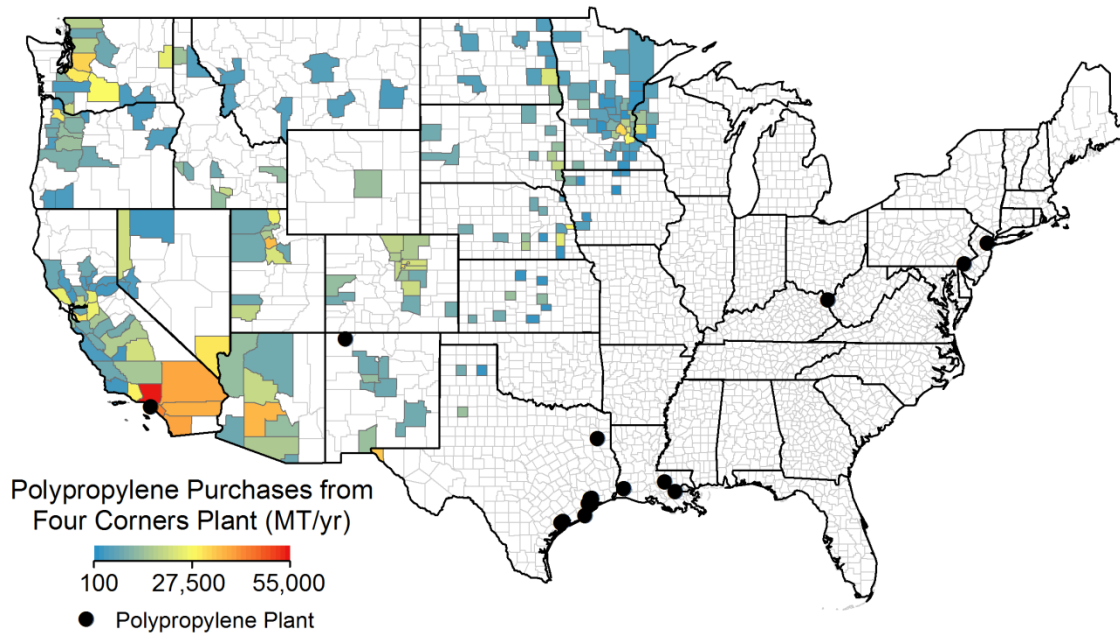 Polypropylene Purchases from
Four Corners Plant (MT/yr)
100 27,500 55,000
Polypropylene Plant